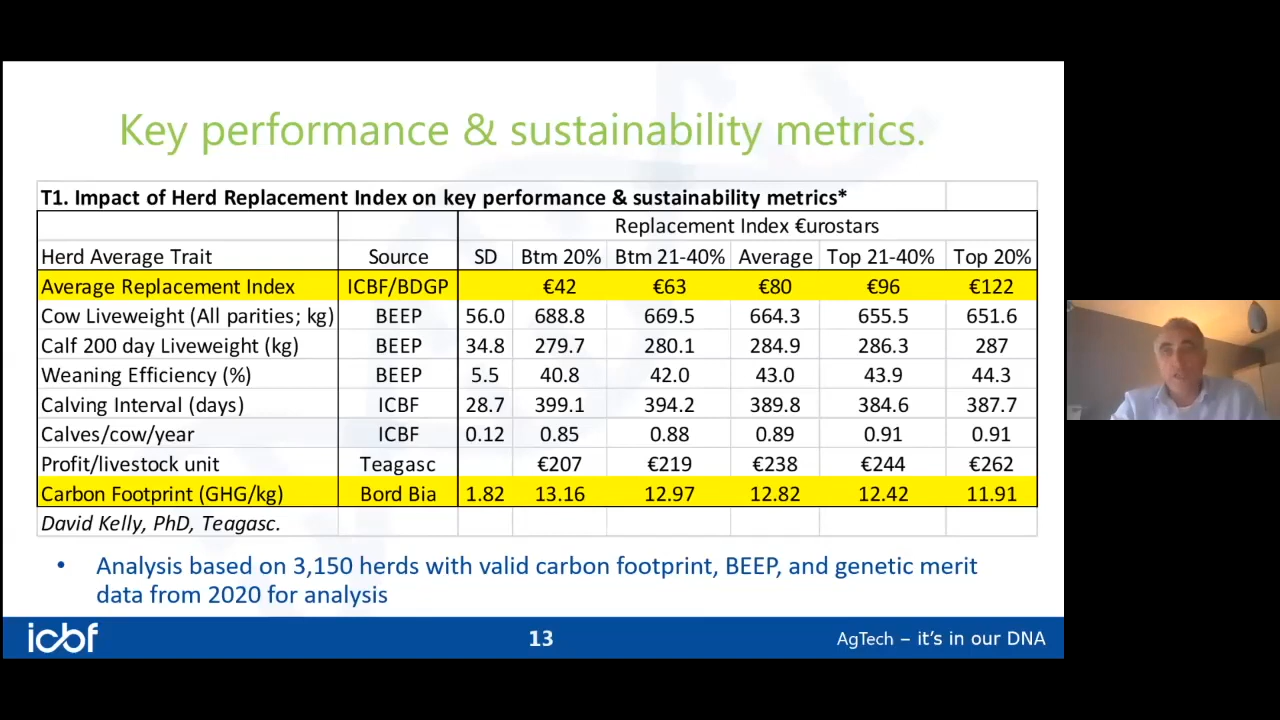 Key performance & sustainability metrics.
T1. Impact of Herd Replacement Index on key performance & sustainability metrics*
Replacement Index €urostars
Herd Average Trait Source SD Btm 20% Btm 21-40% Average Top 21-40% Top 20%
Average Replacement Index ICBF/BDGP €42 €63 €80 €96 €122
Cow Liveweight (All parities; kg) BEEP 56.0 688.8 669.5 664.3 655.5 651.6
Calf 200 day Liveweight (kg) BEEP 34.8 279.7 280.1 284.9 286.3 287
Weaning Efficiency (%) BEEP 5.5 40.8 42.0 43.0 43.9 44.3
Calving Interval (days) ICBF 28.7 399.1 394.2 389.8 384.6 387.7
Calves/cow/year ICBF 0.12 0.85 0.88 0.89 0.91 0.91
Profit/livestock unit Teagasc €207 €219 €238 €244 €262
Carbon Footprint (GHG/kg) Bord Bia 1.82 13.16 12.97 12.82 12.42 11.91
David Kelly, PhD, Teagasc.
• Analysis based on 3,150 herds with valid carbon footprint, BEEP, and genetic merit
data from 2020 for analysis
icbf 13 AgTech – it's in our DNA